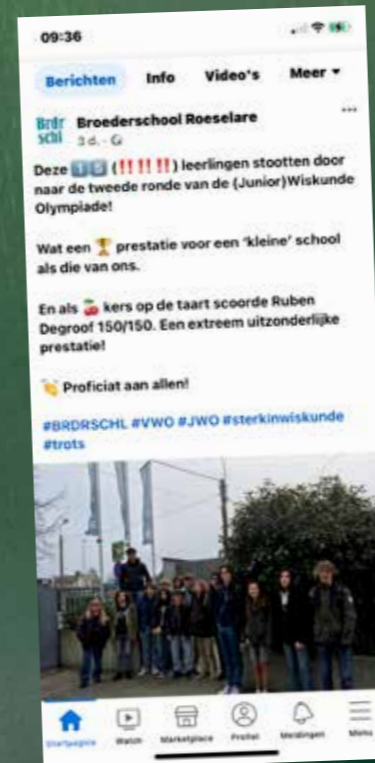 09:36
Berichten Info Video's Meer
Brdr
schl
Broederschool Roeselare
3 d.
Deze 1️⃣5️⃣ (‼️‼️‼️) leerlingen stootten door
naar de tweede ronde van de (Junior)Wiskunde
Olympiade!
Wat een 🏆 prestatie voor een 'kleine' school
als die van ons.
En als 🍒 kers op de taart scoorde Ruben
Degroof 150/150. Een extreem uitzonderlijke
prestatie!
👏 Proficiat aan allen!
#BRDRSCHL #VWO #JWO #sterkinwiskunde
#trots
Startpagina Watch Marketplace Profiel Meldingen Menu